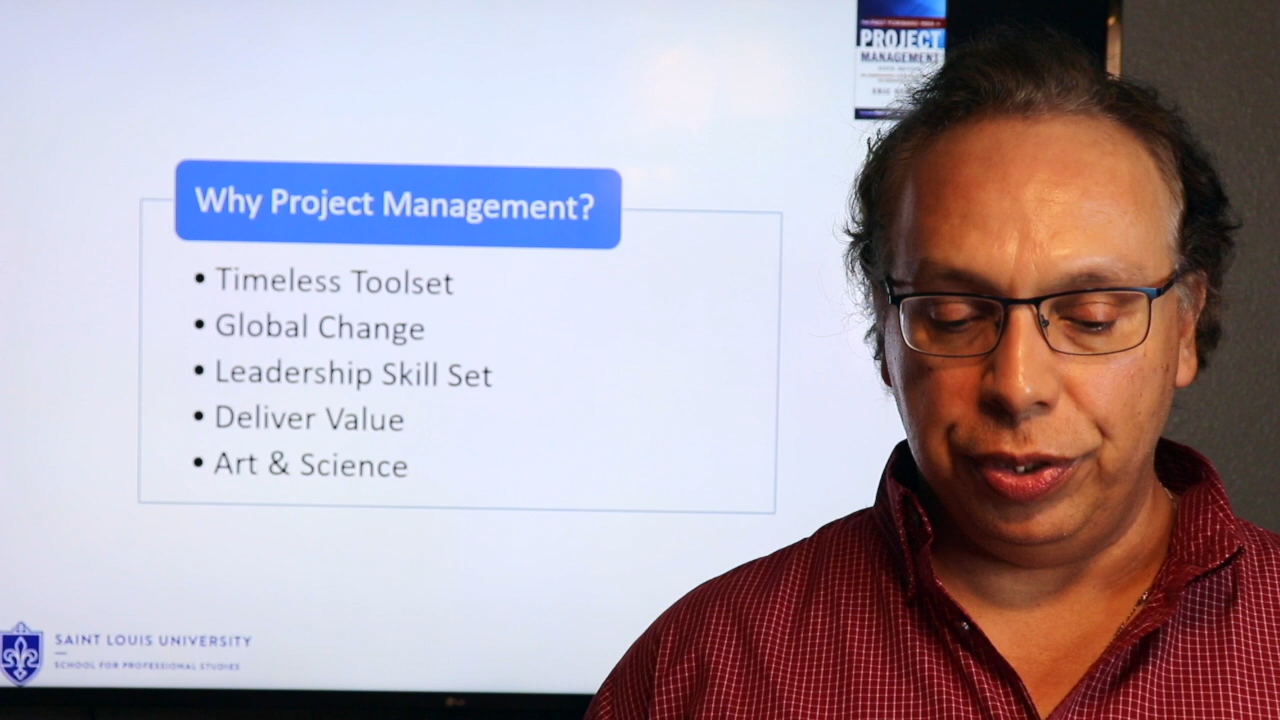 PROJECT
MANAGEMENT
Why Project Management?
• Timeless Toolset
• Global Change
• Leadership Skill Set
• Deliver Value
• Art & Science
SAINT LOUIS UNIVERSITY
SCHOOL FOR PROFESSIONAL STUDIES
LG